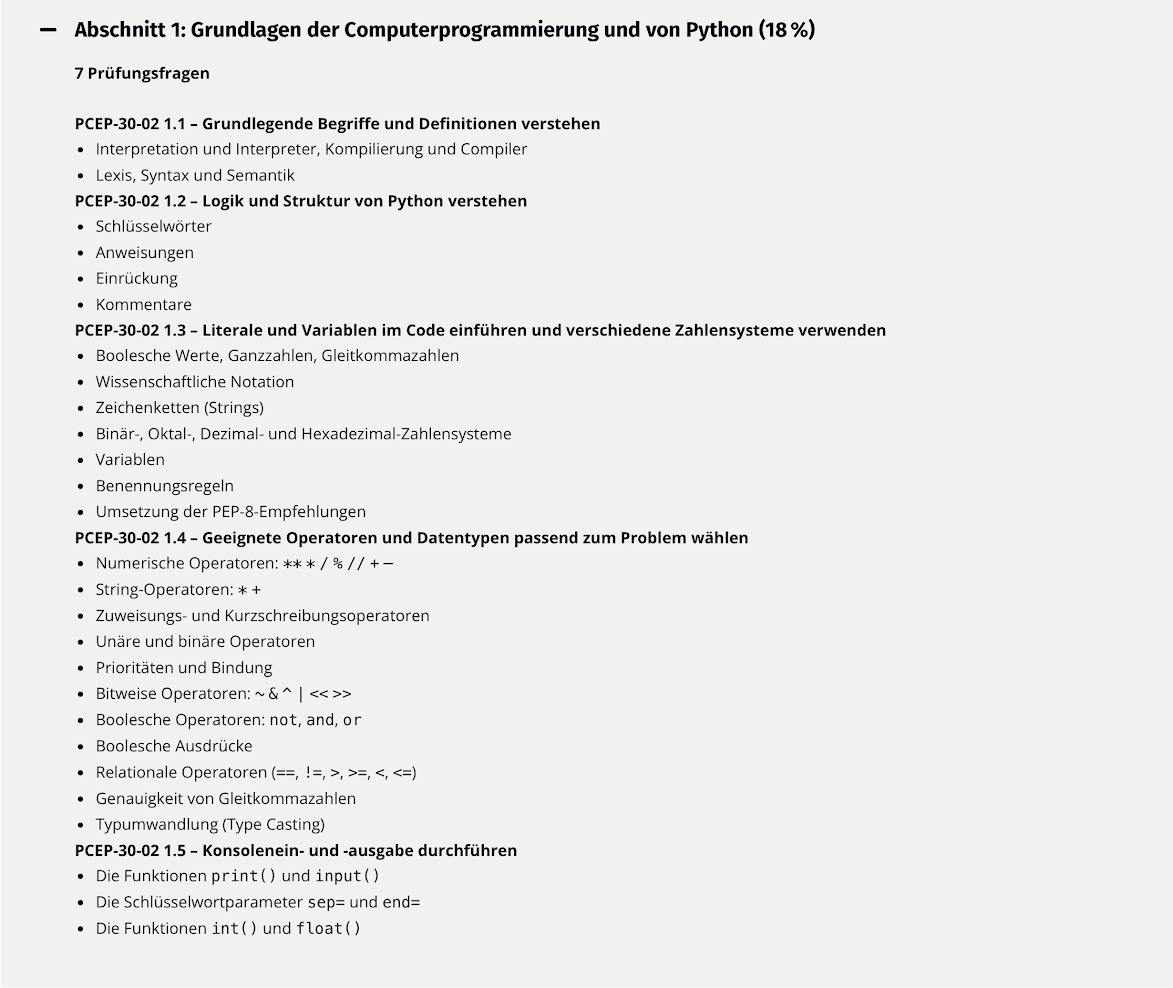 Abschnitt 1: Grundlagen der Computerprogrammierung und von Python (18 %)
7 Prüfungsfragen
PCEP-30-02 1.1 – Grundlegende Begriffe und Definitionen verstehen
• Interpretation und Interpreter, Kompilierung und Compiler
• Lexis, Syntax und Semantik
PCEP-30-02 1.2 – Logik und Struktur von Python verstehen
• Schlüsselwörter
• Anweisungen
• Einrückung
• Kommentare
PCEP-30-02 1.3 – Literale und Variablen im Code einführen und verschiedene Zahlensysteme verwenden
• Boolesche Werte, Ganzzahlen, Gleitkommazahlen
• Wissenschaftliche Notation
• Zeichenketten (Strings)
• Binär-, Oktal-, Dezimal- und Hexadezimal-Zahlensysteme
• Variablen
• Benennungsregeln
• Umsetzung der PEP-8-Empfehlungen
PCEP-30-02 1.4 – Geeignete Operatoren und Datentypen passend zum Problem wählen
• Numerische Operatoren: ** * / % // + –
• String-Operatoren: * +
• Zuweisungs- und Kurzschreibungsoperatoren
• Unäre und binäre Operatoren
• Prioritäten und Bindung
• Bitweise Operatoren: ~ & ^ | << >>
• Boolesche Operatoren: not, and, or
• Boolesche Ausdrücke
• Relationale Operatoren (==, !=, >, >=, <, <=)
• Genauigkeit von Gleitkommazahlen
• Typumwandlung (Type Casting)
PCEP-30-02 1.5 – Konsolenein- und -ausgabe durchführen
• Die Funktionen print() und input()
• Die Schlüsselwortparameter sep= und end=
• Die Funktionen int() und float()